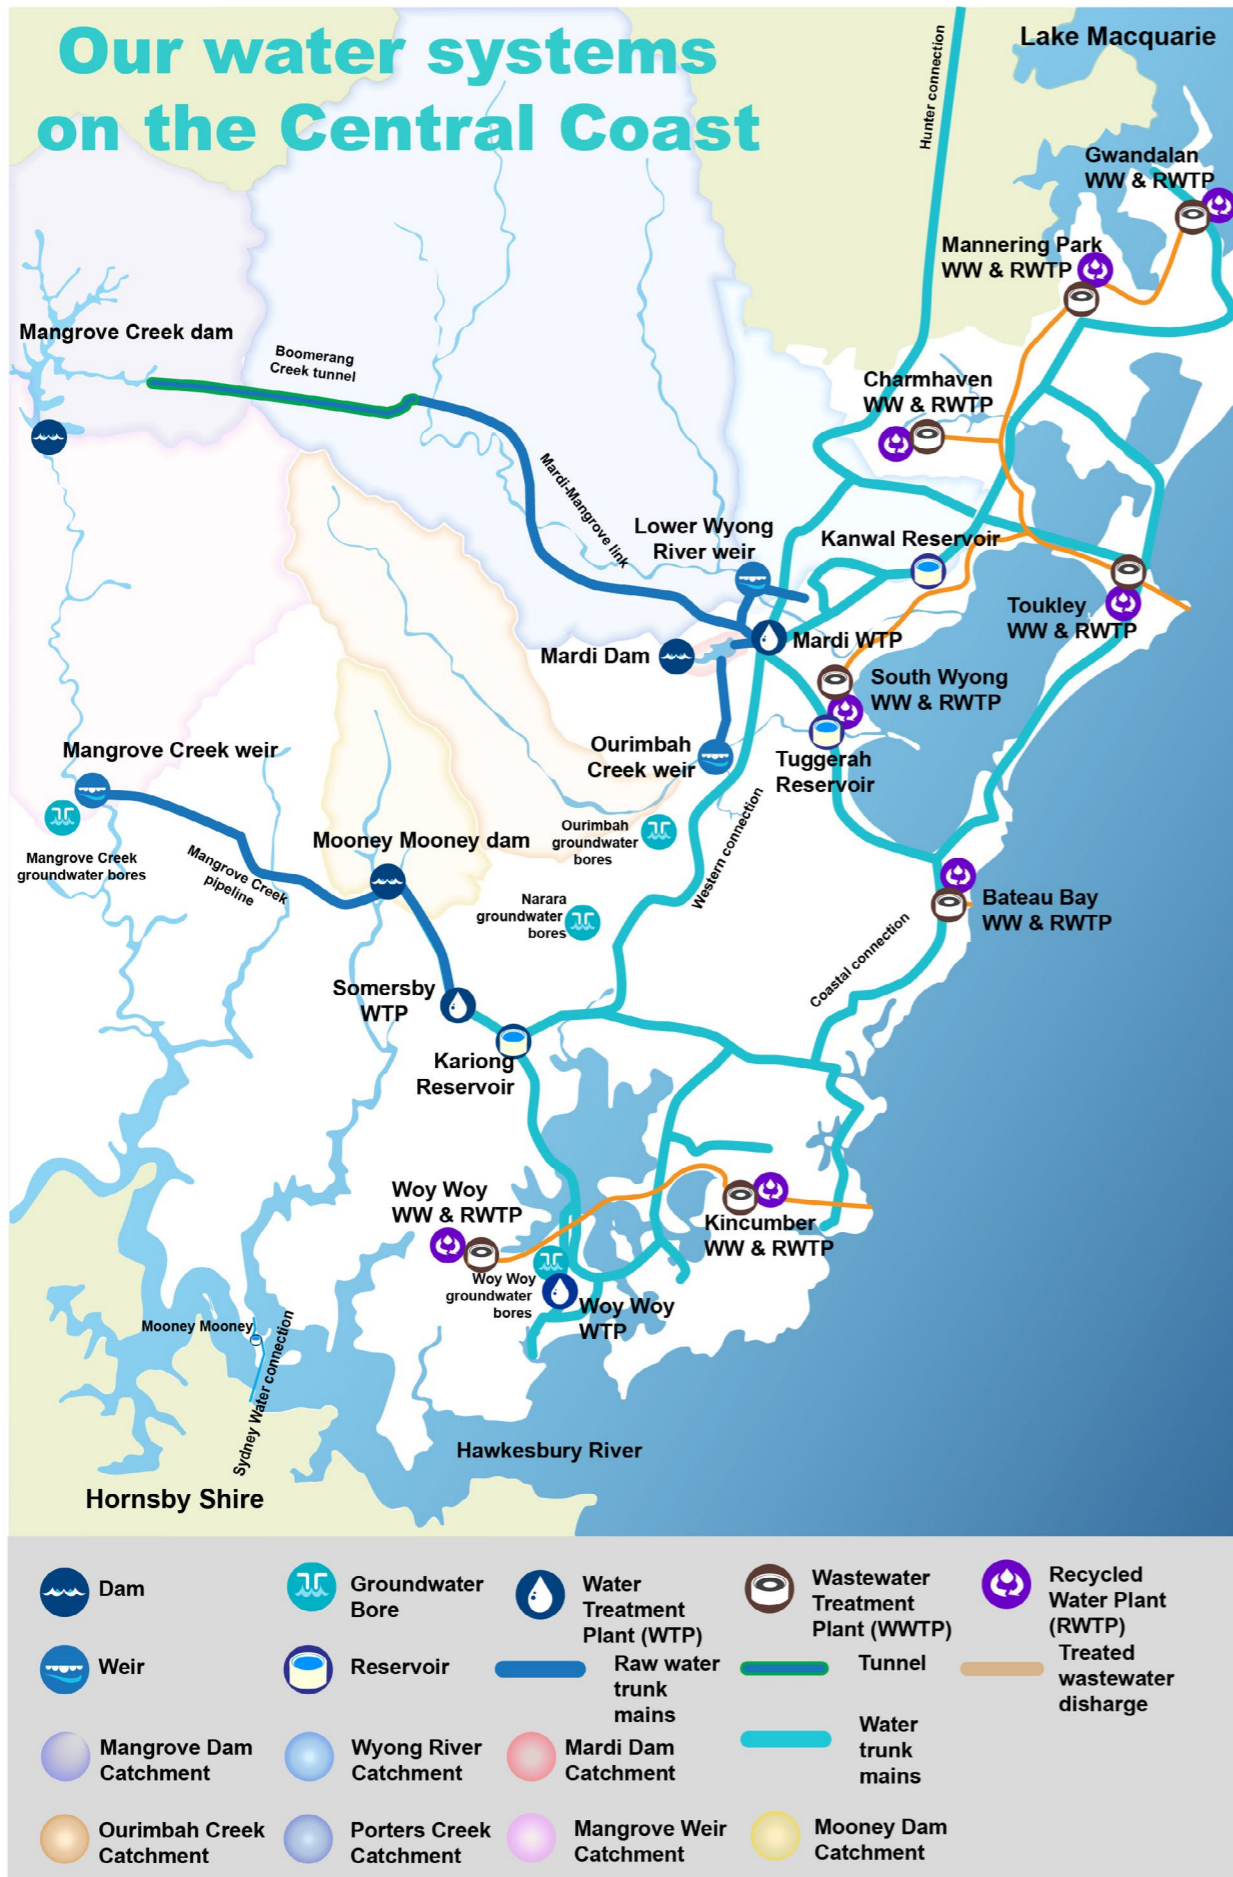 Our water systems
on the Central Coast
Lake Macquarie
Hunter connection
Gwandalan
WW & RWTP
Mannering Park
WW & RWTP
Mangrove Creek dam
Boomerang
Creek tunnel
Charmhaven
WW & RWTP
Mardi-Mangrove link
Lower Wyong
River weir
Kanwal Reservoir
Toukley
WW & RWTP
Mardi Dam
Mardi WTP
South Wyong
WW & RWTP
Mangrove Creek weir
Ourimbah
Creek weir
Tuggerah
Reservoir
Mangrove Creek
groundwater bores
Mangrove Creek
pipeline
Mooney Mooney dam
Ourimbah
groundwater
bores
Western connection
Narara
groundwater
bores
Bateau Bay
WW & RWTP
Coastal connection
Somersby
WTP
Kariong
Reservoir
Woy Woy
WW & RWTP
Kincumber
WW & RWTP
Woy Woy
groundwater
bores
Woy Woy
WTP
Mooney Mooney
Sydney Water connection
Hawkesbury River
Hornsby Shire
Dam
Groundwater
Bore
Water
Treatment
Plant (WTP)
Wastewater
Treatment
Plant (WWTP)
Recycled
Water Plant
(RWTP)
Weir
Reservoir
Raw water
trunk
mains
Tunnel
Treated
wastewater
disharge
Mangrove Dam
Catchment
Wyong River
Catchment
Mardi Dam
Catchment
Water
trunk
mains
Ourimbah Creek
Catchment
Porters Creek
Catchment
Mangrove Weir
Catchment
Mooney Dam
Catchment